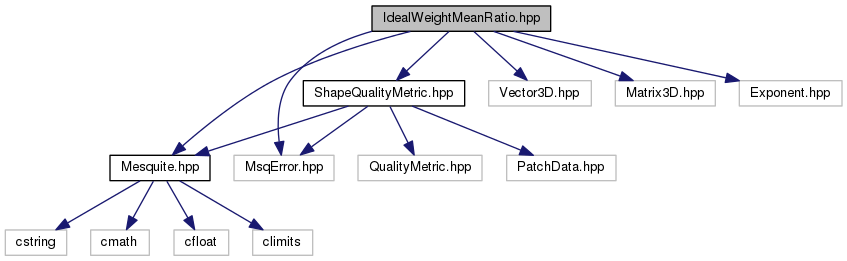 IdealWeightMeanRatio.hpp
ShapeQualityMetric.hpp
Vector3D.hpp
Matrix3D.hpp
Exponent.hpp
Mesquite.hpp
MsqError.hpp
QualityMetric.hpp
PatchData.hpp
cstring
cmath
cfloat
climits